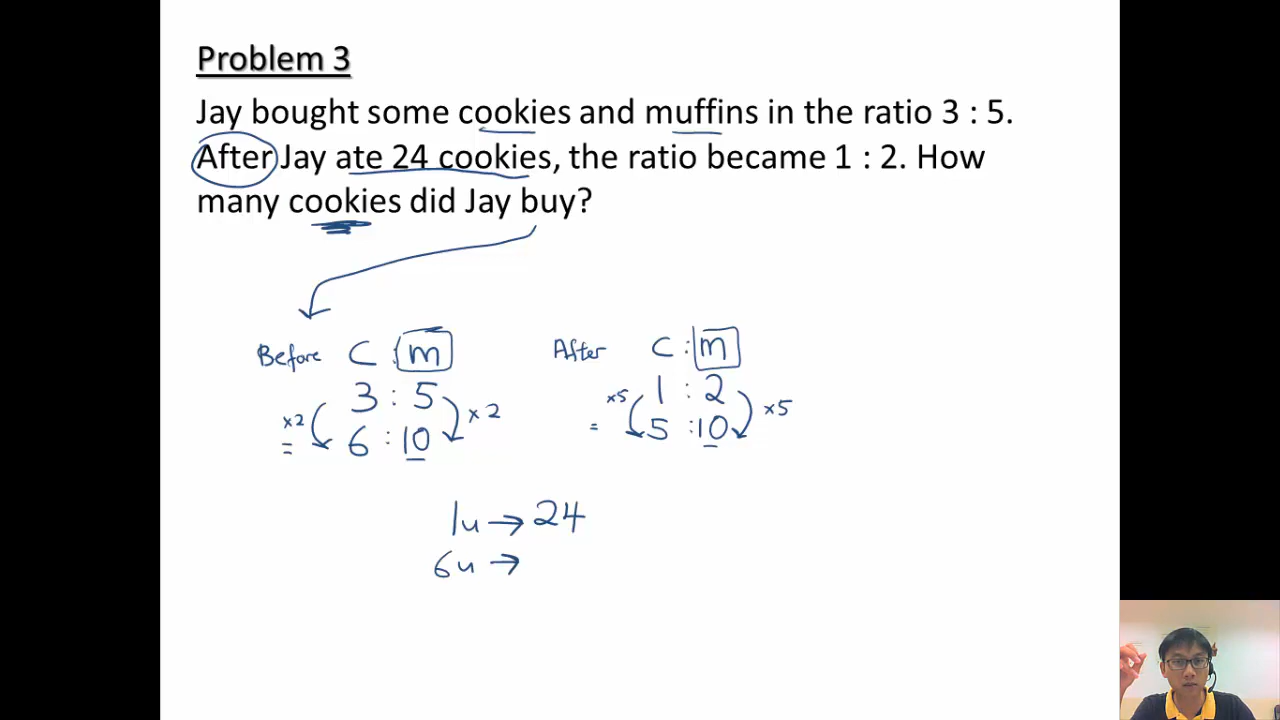 Problem 3
Jay bought some cookies and muffins in the ratio 3 : 5.
After Jay ate 24 cookies, the ratio became 1 : 2. How
many cookies did Jay buy?
Before C : m
3 : 5
×2 ×2
= 6 : 10
After C : m
1 : 2
×5 ×5
= 5 : 10
1u → 24
6u →